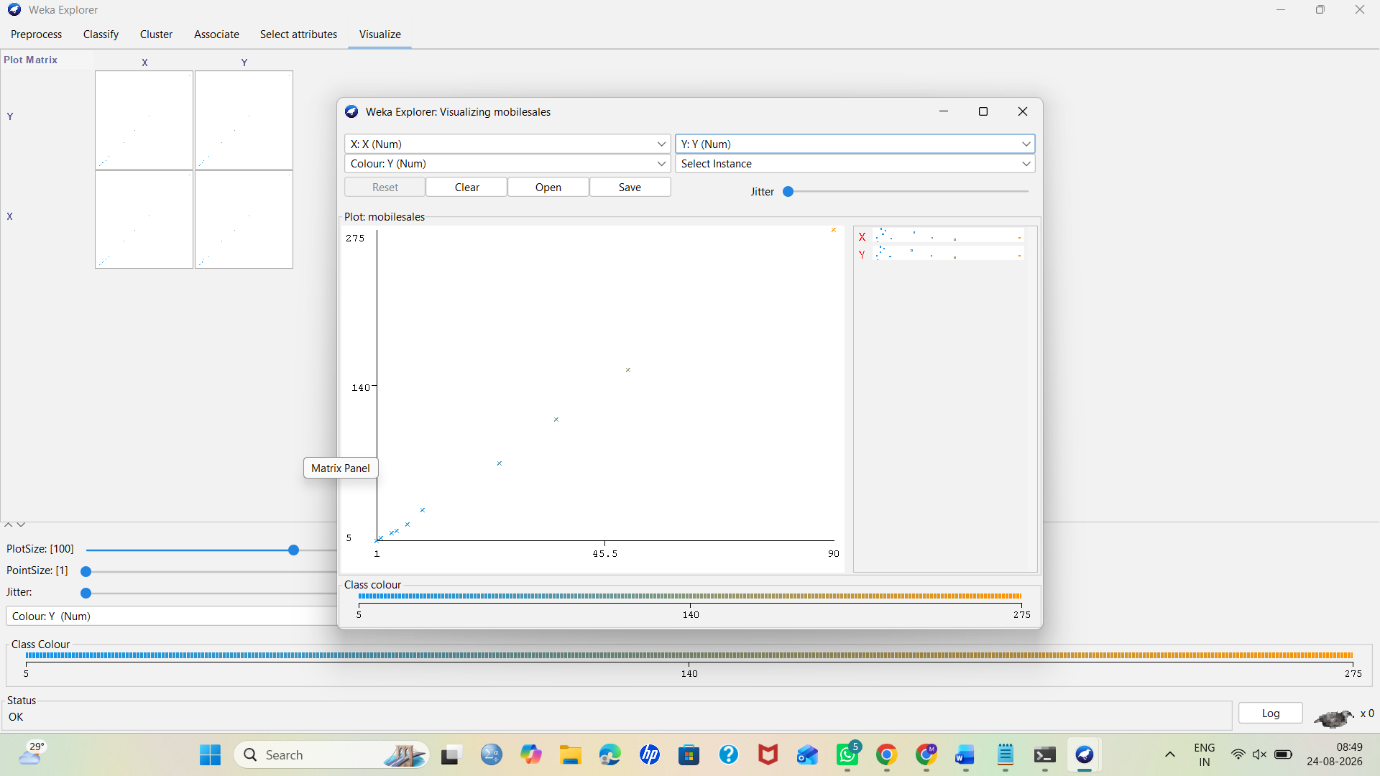 Weka Explorer
Preprocess Classify Cluster Associate Select attributes Visualize
Plot Matrix X Y
Y
X
Weka Explorer: Visualizing mobilesales
X: X (Num) Y: Y (Num)
Colour: Y (Num) Select Instance
Reset Clear Open Save Jitter
Plot: mobilesales
275
140
5
1 45.5 90
X
Y
Matrix Panel
Class colour
5 140 275
PlotSize: [100]
PointSize: [1]
Jitter:
Colour: Y (Num)
Class Colour
5 140 275
Status
OK
Log x 0
29°
Search
hp
5
M
W
ENG
IN
08:49
24-08-2026